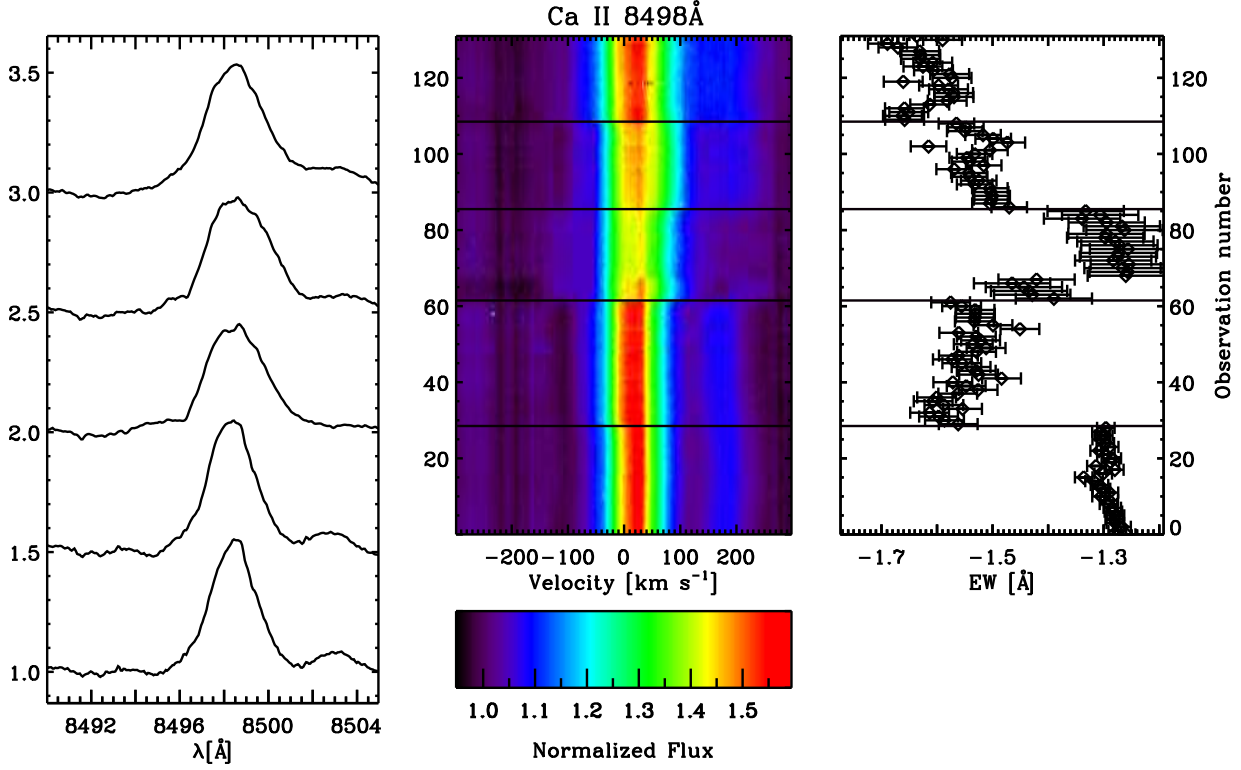 Ca II 8498Å
3.5
3.0
2.5
2.0
1.5
1.0
8492 8496 8500 8504
λ[Å]
120
100
80
60
40
20
-200 -100 0 100 200
Velocity [km s⁻¹]
1.0 1.1 1.2 1.3 1.4 1.5
Normalized Flux
120
100
80
60
40
20
0
Observation number
-1.7 -1.5 -1.3
EW [Å]